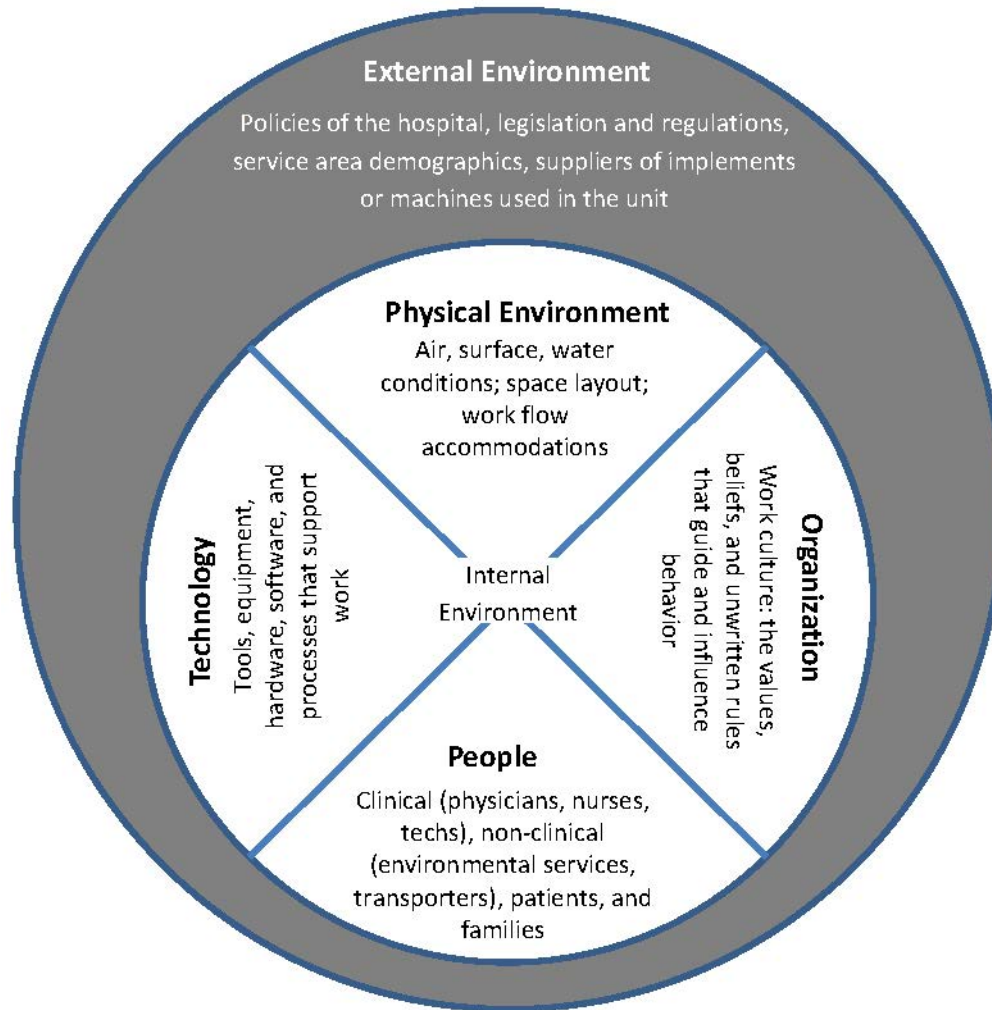 External Environment
Policies of the hospital, legislation and regulations,
service area demographics, suppliers of implements
or machines used in the unit
Physical Environment
Air, surface, water
conditions; space layout;
work flow
accommodations
Technology
Tools, equipment,
hardware, software, and
processes that support
work
Internal
Environment
Organization
Work culture: the values,
beliefs, and unwritten rules
that guide and influence
behavior
People
Clinical (physicians, nurses,
techs), non-clinical
(environmental services,
transporters), patients, and
families